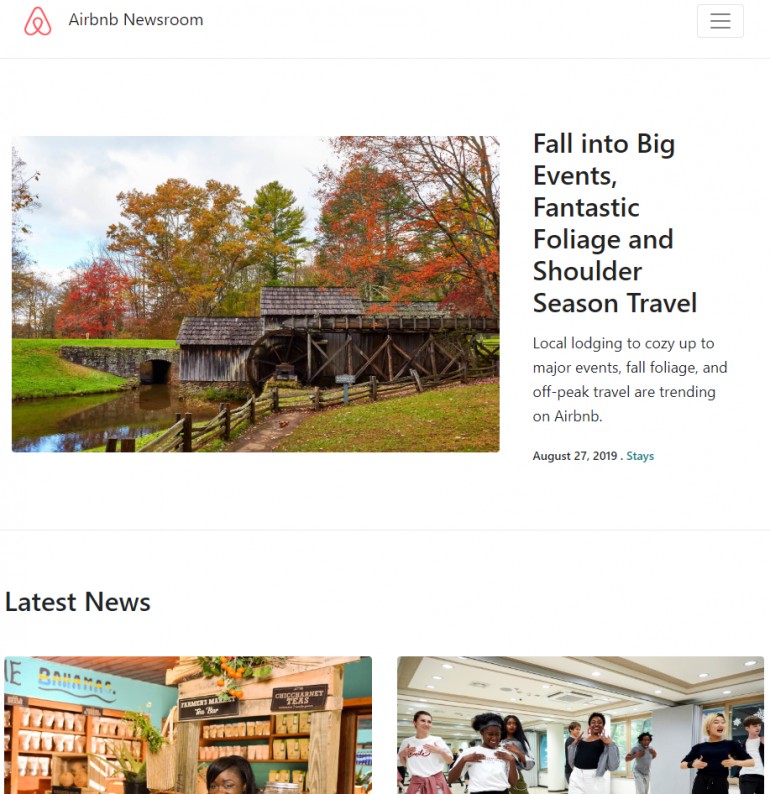 Airbnb Newsroom
Fall into Big
Events,
Fantastic
Foliage and
Shoulder
Season Travel
Local lodging to cozy up to
major events, fall foliage, and
off-peak travel are trending
on Airbnb.
August 27, 2019 . Stays
Latest News
BAHAMAS.
FARMER'S MARKET
Tea Bar
CHICCHARNEY
TEAS